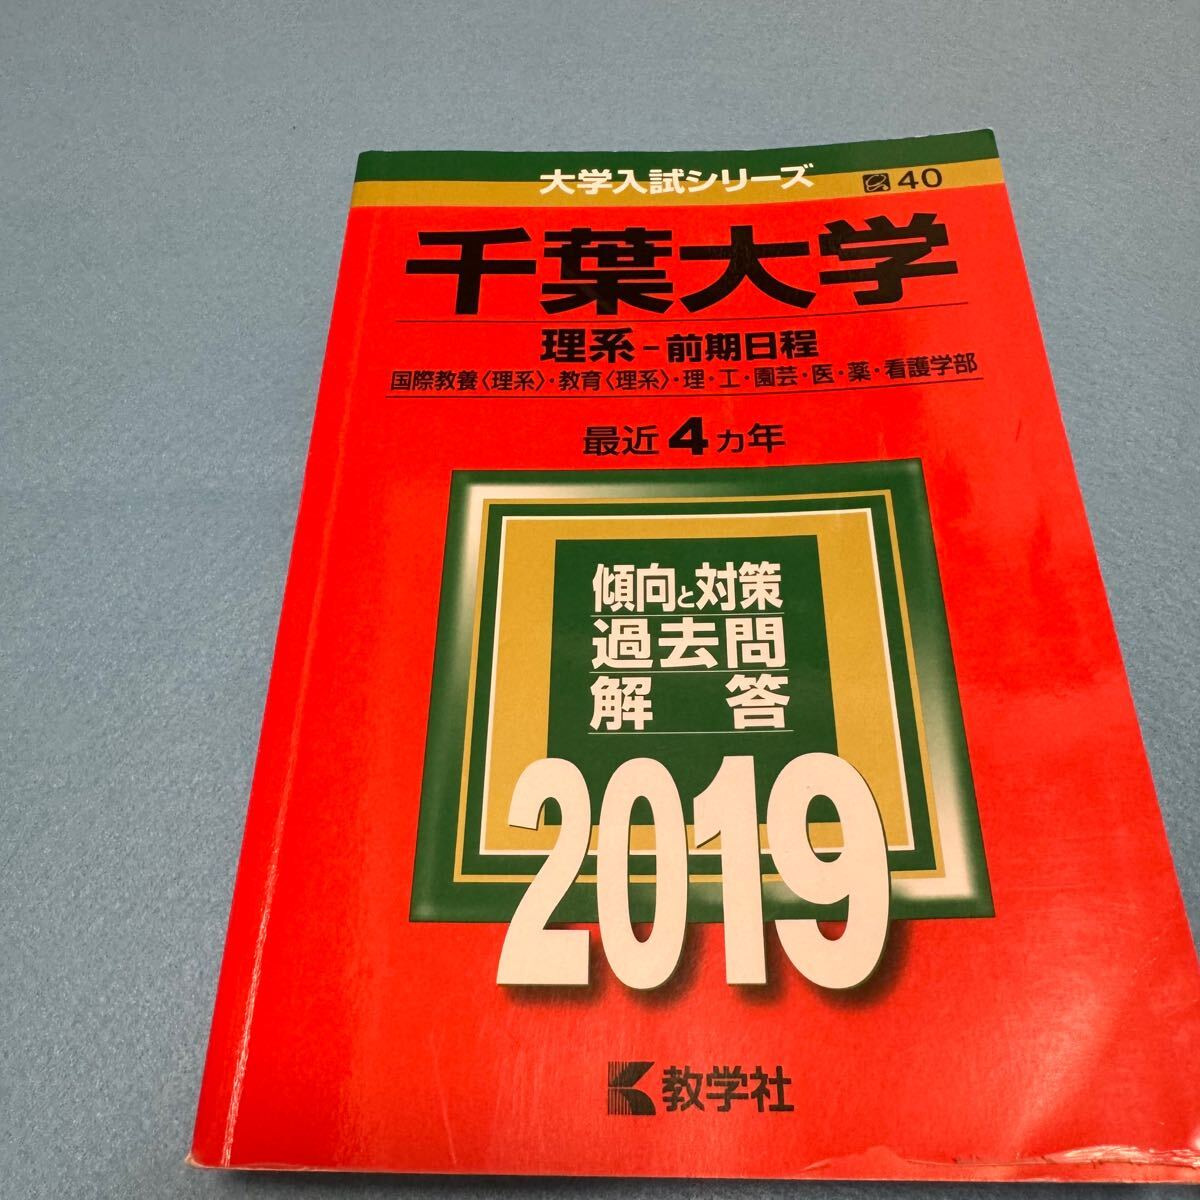 大学入試シリーズ 40
千葉大学
理系－前期日程
国際教養〈理系〉・教育〈理系〉・理・工・園芸・医・薬・看護学部
最近4カ年
傾向と対策
過去問
解答
2019
教学社